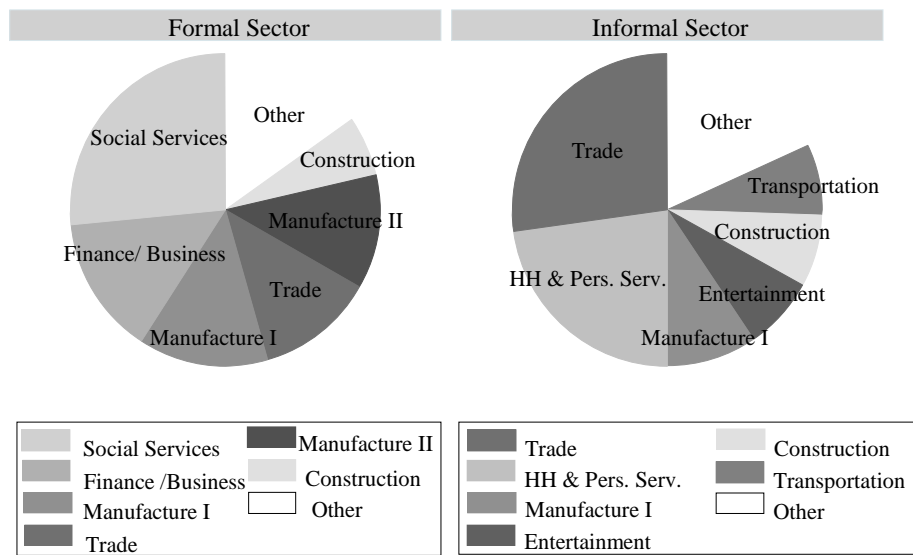 Formal Sector
Informal Sector
Other
Social Services
Construction
Manufacture II
Finance/ Business
Trade
Manufacture I
Other
Trade
Transportation
Construction
HH & Pers. Serv.
Entertainment
Manufacture I
Social Services
Finance /Business
Manufacture I
Trade
Manufacture II
Construction
Other
Trade
HH & Pers. Serv.
Manufacture I
Entertainment
Construction
Transportation
Other